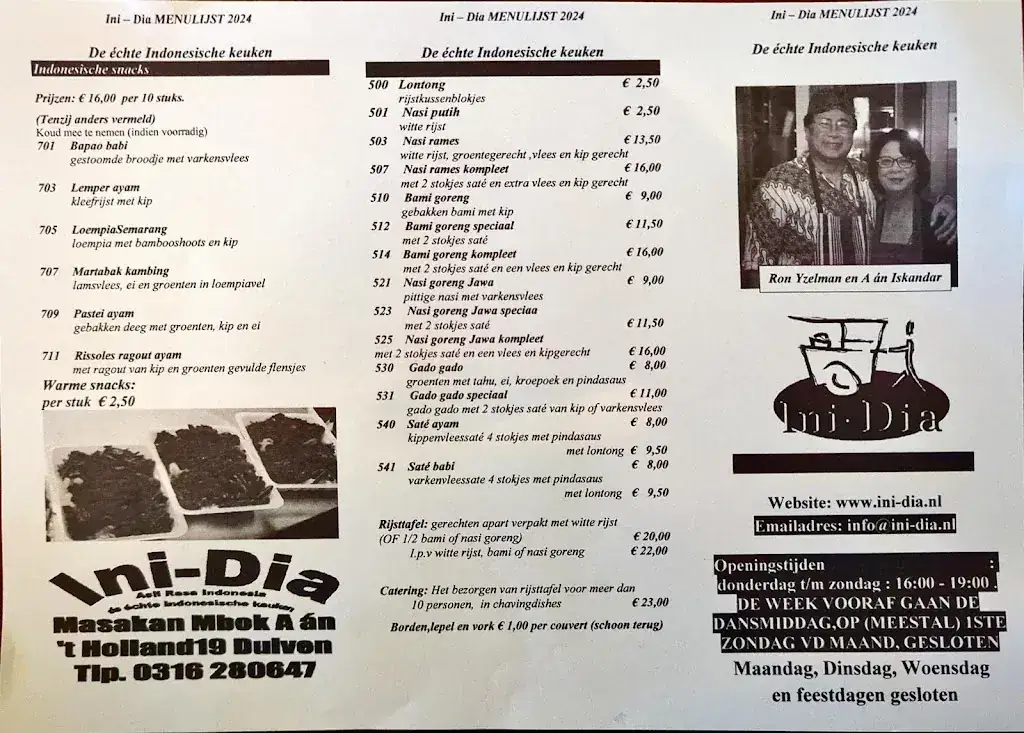 Ini – Dia MENULIJST 2024
De échte Indonesische keuken
Indonesische snacks
Prijzen: € 16,00 per 10 stuks.
(Tenzij anders vermeld)
Koud mee te nemen (indien voorradig)
701 Bapao babi
gestoomde broodje met varkensvlees
703 Lemper ayam
kleefrijst met kip
705 LoempiaSemarang
loempia met bambooshoots en kip
707 Martabak kambing
lamsvlees, ei en groenten in loempiavel
709 Pastei ayam
gebakken deeg met groenten, kip en ei
711 Rissoles ragout ayam
met ragout van kip en groenten gevulde flensjes
Warme snacks:
per stuk € 2,50
Ini-Dia
Asli Rasa Indonesia
de échte Indonesische keuken
Masakan Mbok A án
't Holland19 Duiven
Tlp. 0316 280647
Ini – Dia MENULIJST 2024
De échte Indonesische keuken
500 Lontong € 2,50
rijstkussenblokjes
501 Nasi putih € 2,50
witte rijst
503 Nasi rames € 13,50
witte rijst, groentegerecht ,vlees en kip gerecht
507 Nasi rames kompleet € 16,00
met 2 stokjes saté en extra vlees en kip gerecht
510 Bami goreng € 9,00
gebakken bami met kip
512 Bami goreng speciaal € 11,50
met 2 stokjes saté
514 Bami goreng kompleet € 16,00
met 2 stokjes saté en een vlees en kip gerecht
521 Nasi goreng Jawa € 9,00
pittige nasi met varkensvlees
523 Nasi goreng Jawa speciaa
met 2 stokjes saté € 11,50
525 Nasi goreng Jawa kompleet
met 2 stokjes saté en een vlees en kipgerecht € 16,00
530 Gado gado € 8,00
groenten met tahu, ei, kroepoek en pindasaus
531 Gado gado speciaal € 11,00
gado gado met 2 stokjes saté van kip of varkensvlees
540 Saté ayam € 8,00
kippenvleessaté 4 stokjes met pindasaus
met lontong € 9,50
541 Saté babi € 8,00
varkenvleessate 4 stokjes met pindasaus
met lontong € 9,50
Rijsttafel: gerechten apart verpakt met witte rijst
(OF 1/2 bami of nasi goreng) € 20,00
I.p.v witte rijst, bami of nasi goreng € 22,00
Catering: Het bezorgen van rijsttafel voor meer dan
10 personen, in chavingdishes € 23,00
Borden,lepel en vork € 1,00 per couvert (schoon terug)
Ini – Dia MENULIJST 2024
De échte Indonesische keuken
Ron Yzelman en A án Iskandar
Ini·Dia
Website: www.ini-dia.nl
Emailadres: info@ini-dia.nl
Openingstijden :
donderdag t/m zondag : 16:00 - 19:00 .
DE WEEK VOORAF GAAN DE
DANSMIDDAG,OP (MEESTAL) 1STE
ZONDAG VD MAAND, GESLOTEN
Maandag, Dinsdag, Woensdag
en feestdagen gesloten